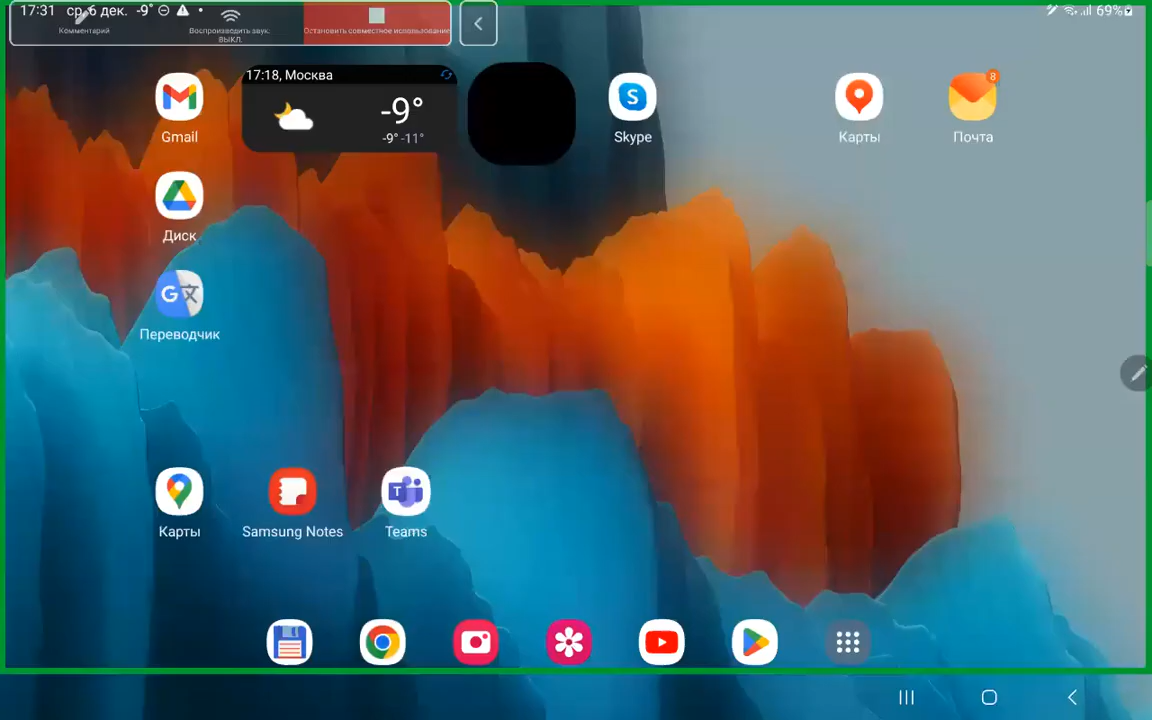 17:31 ср, 6 дек. -9°
69%
Комментарий
Воспроизводить звук:
ВЫКЛ.
Остановить совместное использование
17:18, Москва
-9°
-9° -11°
Gmail
Skype
Карты
8
Почта
Диск
Переводчик
Карты
Samsung Notes
Teams